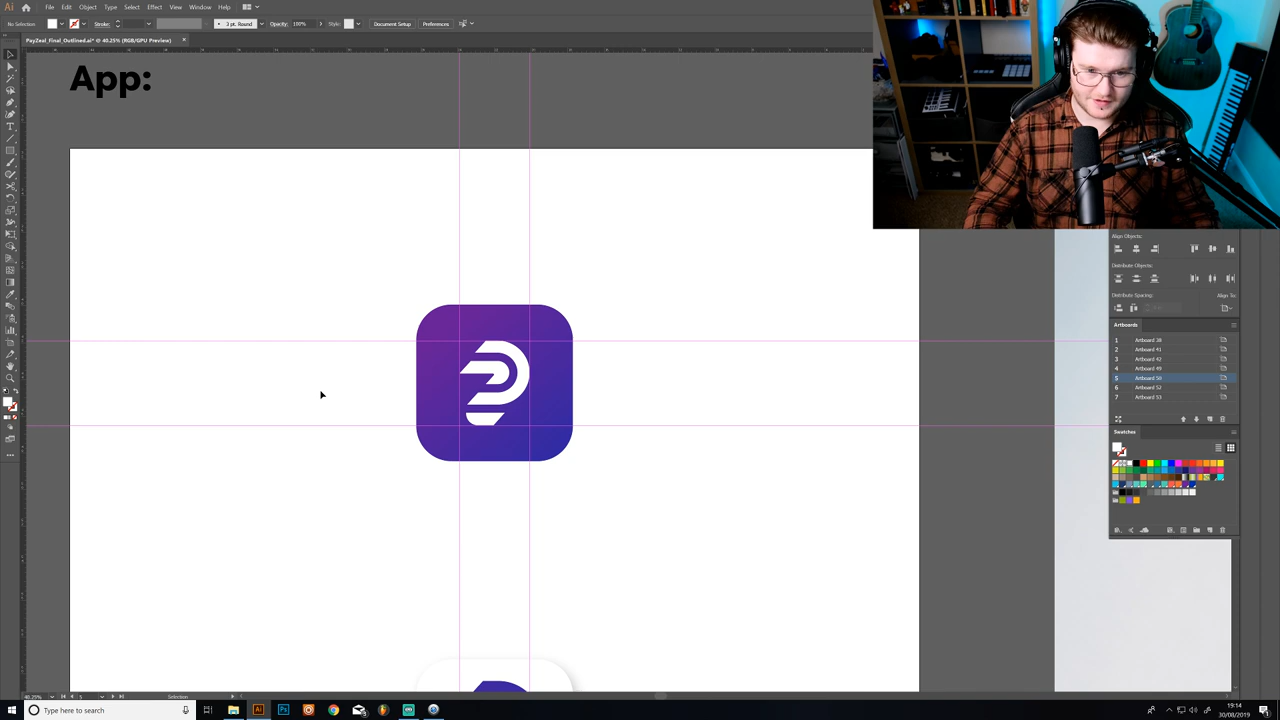 File Edit Object Type Select Effect View Window Help
No Selection Stroke: 3 pt. Round Opacity: 100% Style: Document Setup Preferences
PayZeal_Final_Outlined.ai* @ 40.25% (RGB/GPU Preview) ×
App:
Align Objects:
Distribute Objects:
Distribute Spacing: Align To:
Artboards
1 Artboard 38
2 Artboard 41
3 Artboard 42
4 Artboard 49
5 Artboard 50
6 Artboard 52
7 Artboard 53
Swatches
40.25% 5 Selection
Type here to search
19:14
30/08/2019